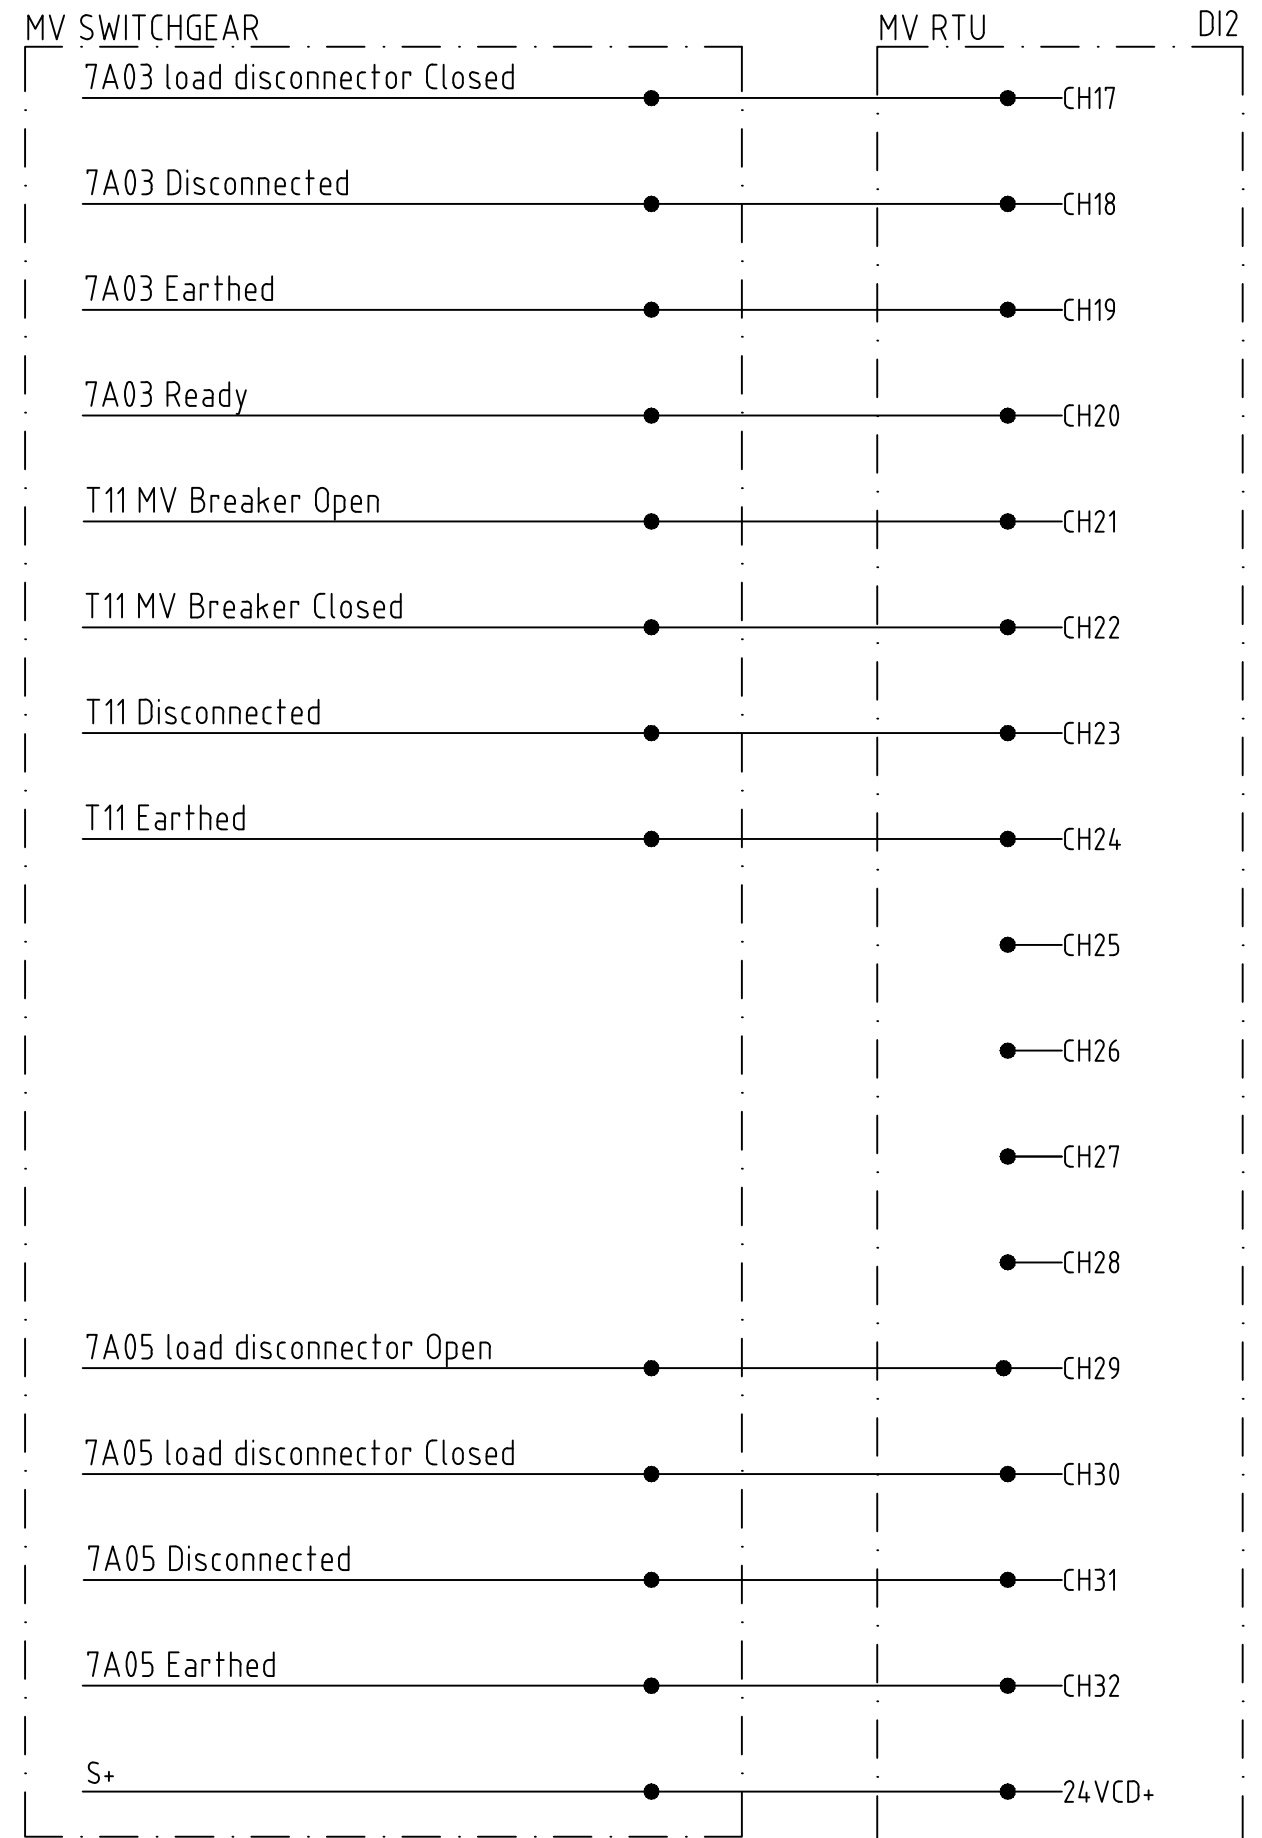 MV SWITCHGEAR MV RTU DI2
7A03 load disconnector Closed CH17
7A03 Disconnected CH18
7A03 Earthed CH19
7A03 Ready CH20
T11 MV Breaker Open CH21
T11 MV Breaker Closed CH22
T11 Disconnected CH23
T11 Earthed CH24
CH25
CH26
CH27
CH28
7A05 load disconnector Open CH29
7A05 load disconnector Closed CH30
7A05 Disconnected CH31
7A05 Earthed CH32
S+ 24VCD+